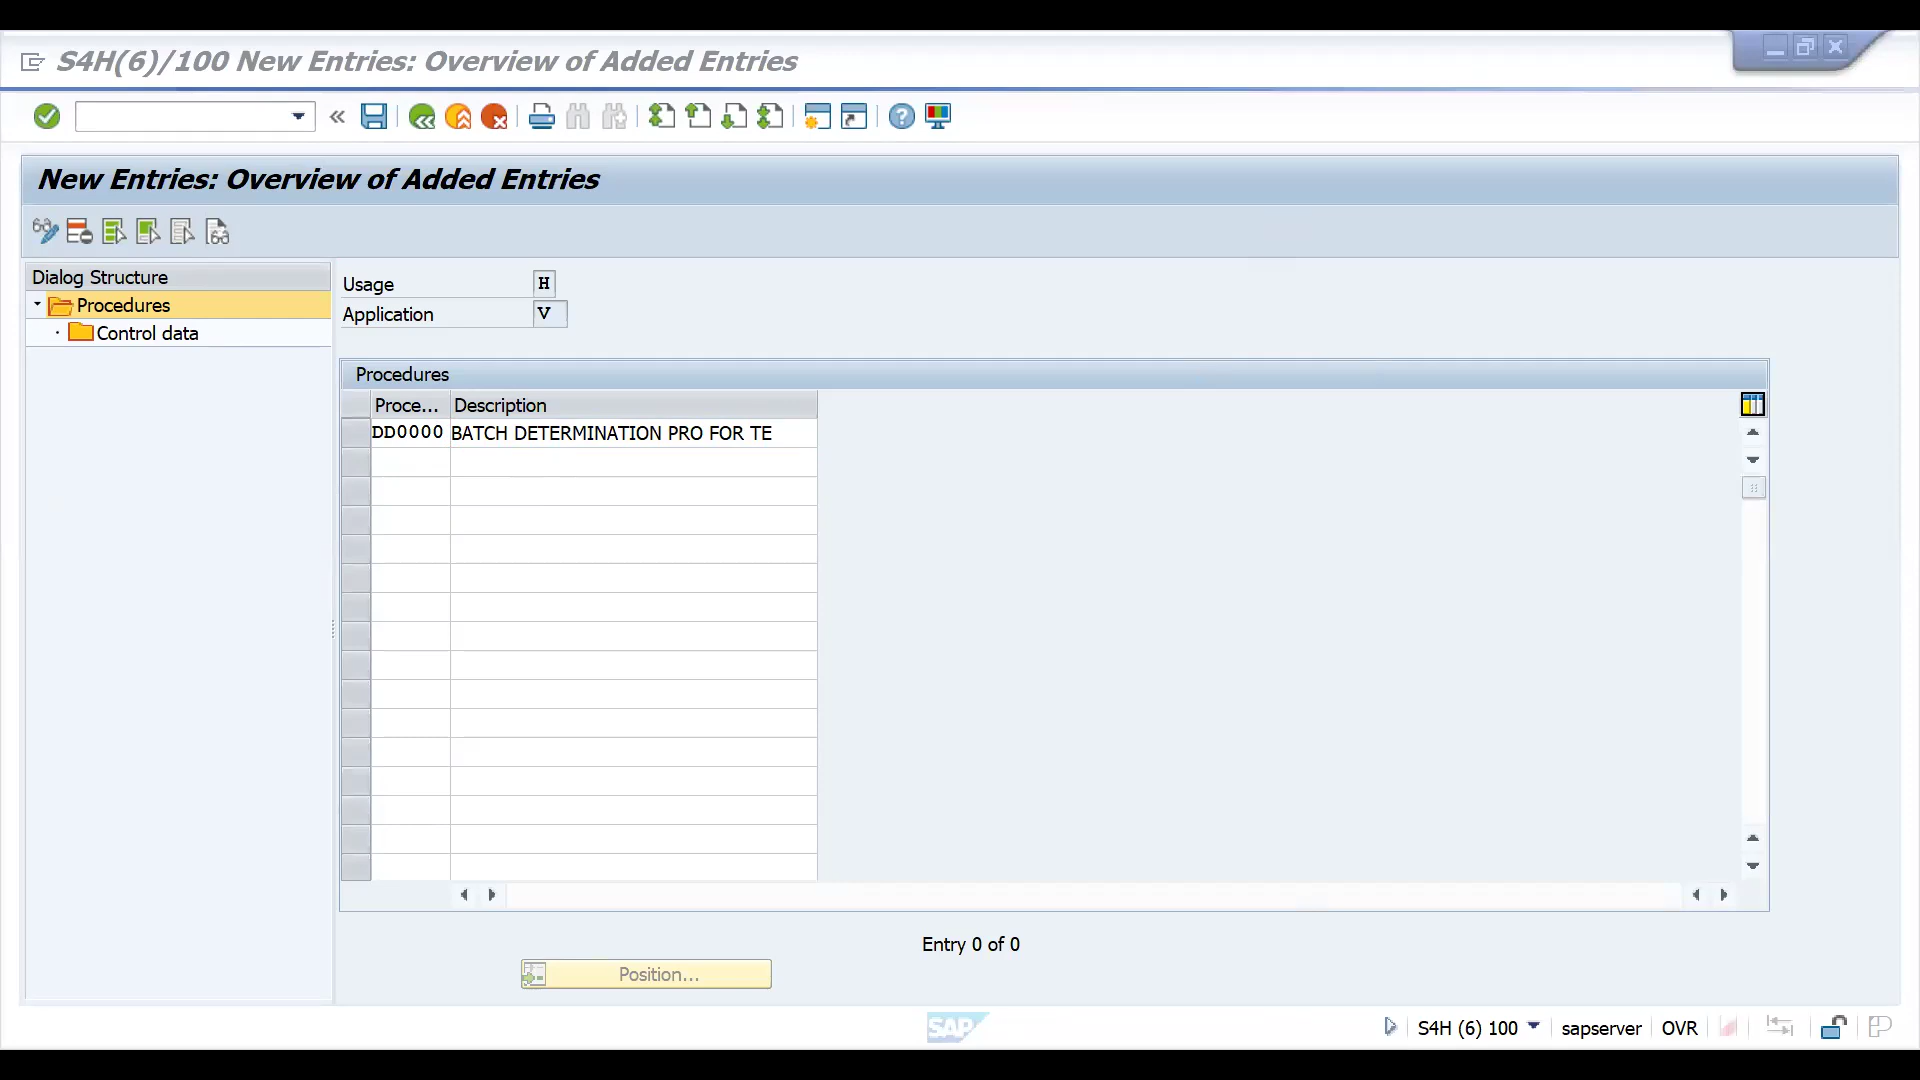 S4H(6)/100 New Entries: Overview of Added Entries
New Entries: Overview of Added Entries
Dialog Structure
Procedures
Control data
Usage H
Application V
Procedures
Proce... Description
DD0000 BATCH DETERMINATION PRO FOR TE
Entry 0 of 0
Position...
SAP
S4H (6) 100 sapserver OVR